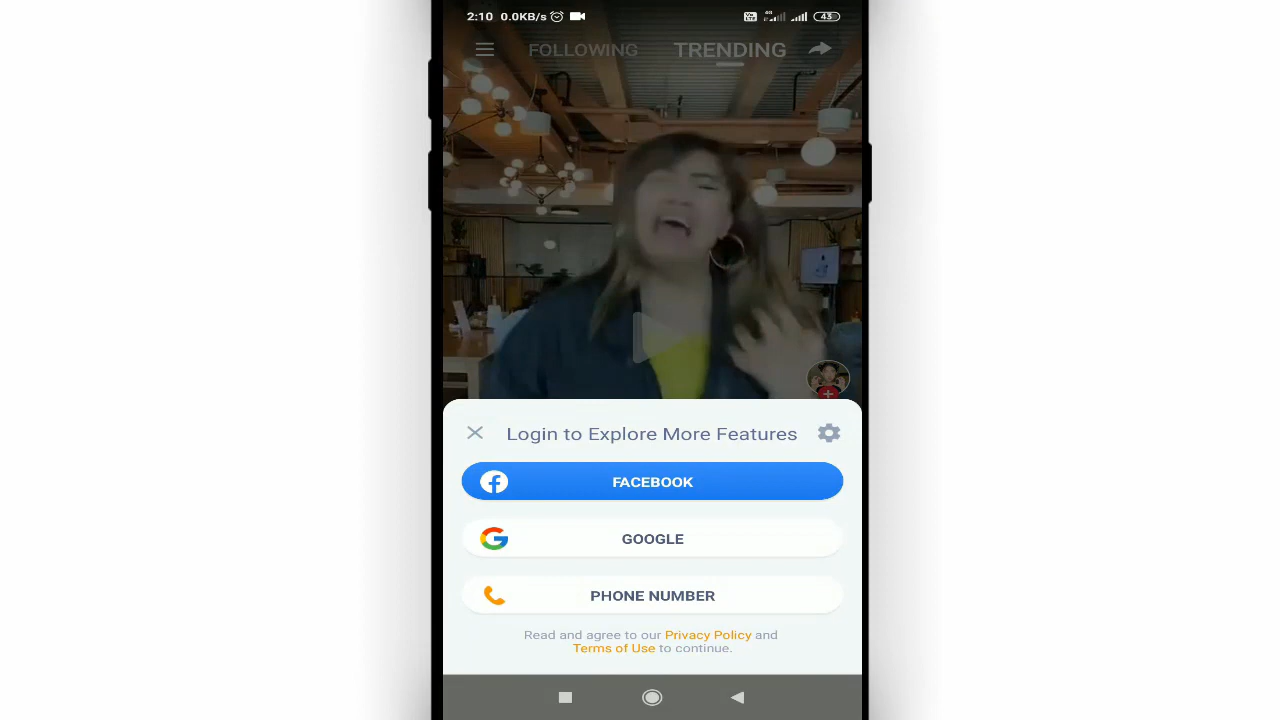 2:10 0.0KB/s 43
FOLLOWING TRENDING
Login to Explore More Features
FACEBOOK
GOOGLE
PHONE NUMBER
Read and agree to our Privacy Policy and
Terms of Use to continue.